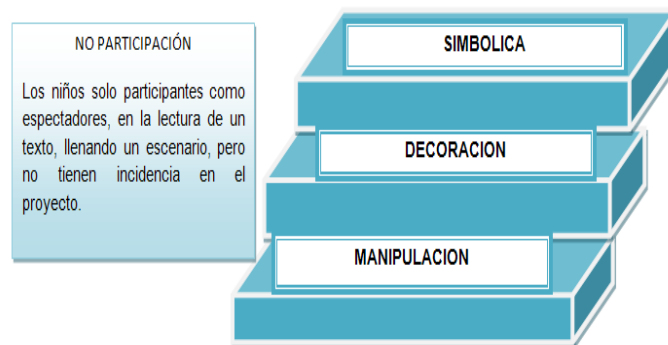 NO PARTICIPACIÓN
Los niños solo participantes como
espectadores, en la lectura de un
texto, llenando un escenario, pero
no tienen incidencia en el
proyecto.
SIMBOLICA
DECORACION
MANIPULACION